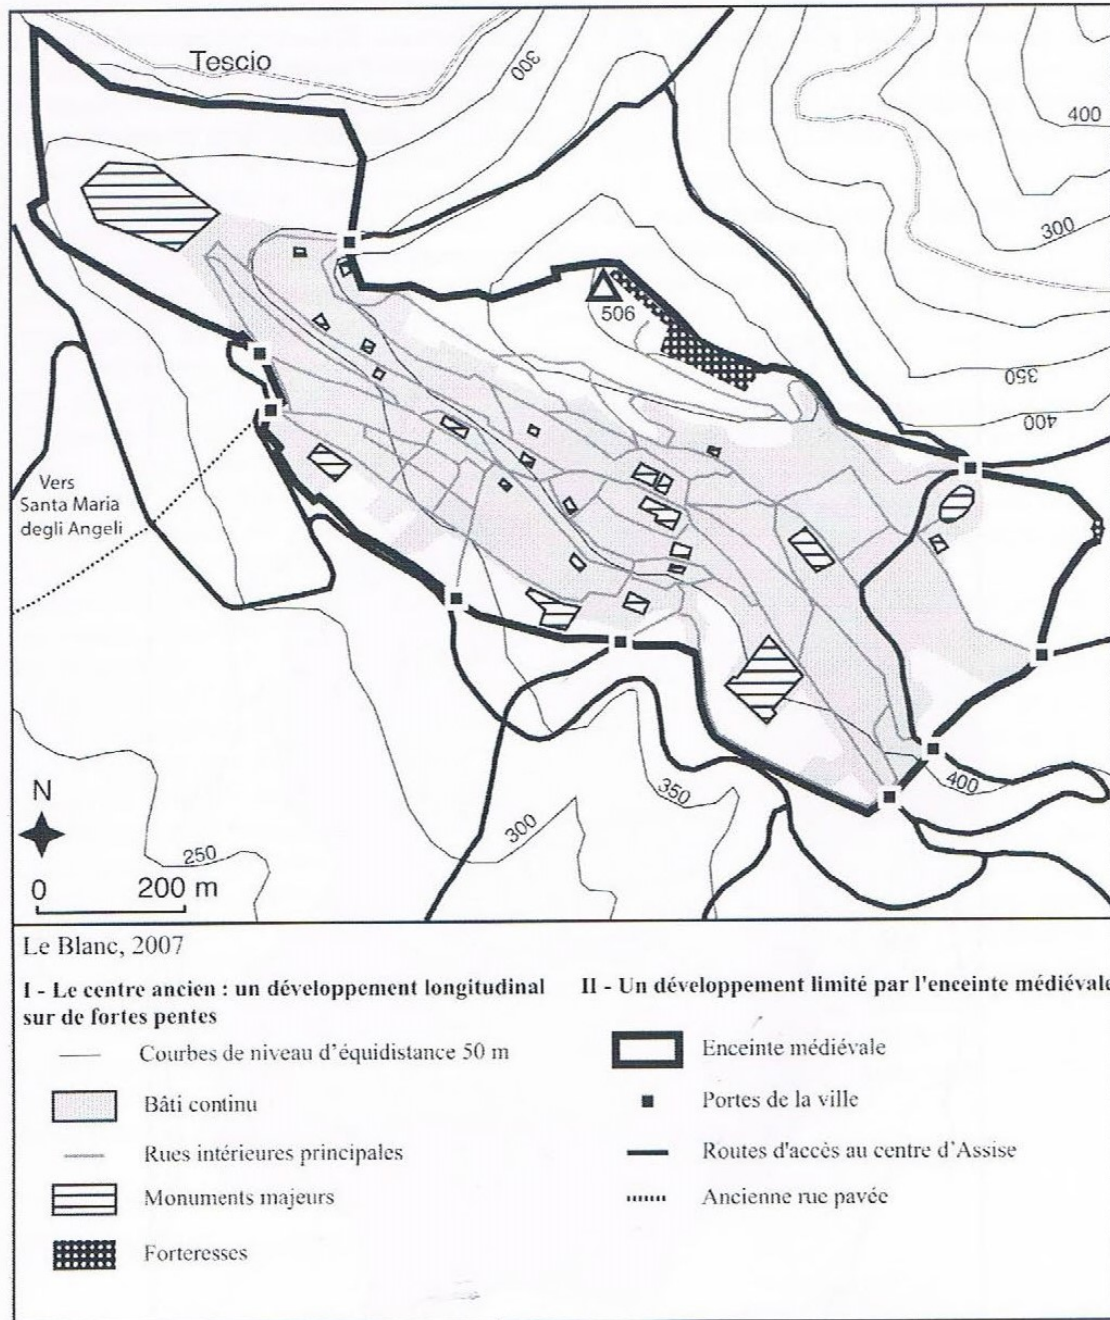 Tescio
300
400
300
506
350
400
Vers
Santa Maria
degli Angeli
400
350
300
250
N
0 200 m
Le Blanc, 2007
I - Le centre ancien : un développement longitudinal
sur de fortes pentes
Courbes de niveau d'équidistance 50 m
Bâti continu
Rues intérieures principales
Monuments majeurs
Forteresses
II - Un développement limité par l'enceinte médiévale
Enceinte médiévale
Portes de la ville
Routes d'accès au centre d'Assise
Ancienne rue pavée